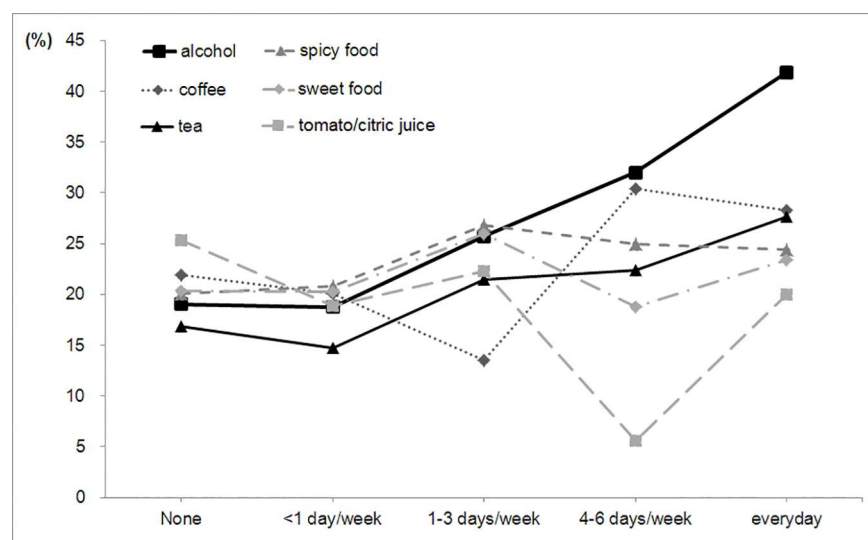 (%)
45
40
35
30
25
20
15
10
5
0
alcohol
spicy food
coffee
sweet food
tea
tomato/citric juice
None
<1 day/week
1-3 days/week
4-6 days/week
everyday